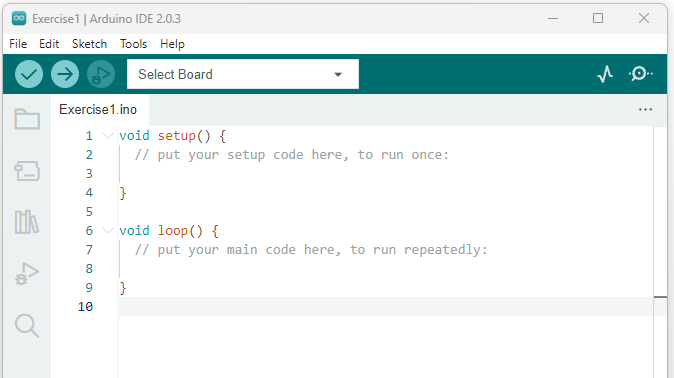 Exercise1 | Arduino IDE 2.0.3
File Edit Sketch Tools Help
Select Board
Exercise1.ino
1 void setup() {
2 // put your setup code here, to run once:
3
4 }
5
6 void loop() {
7 // put your main code here, to run repeatedly:
8
9 }
10